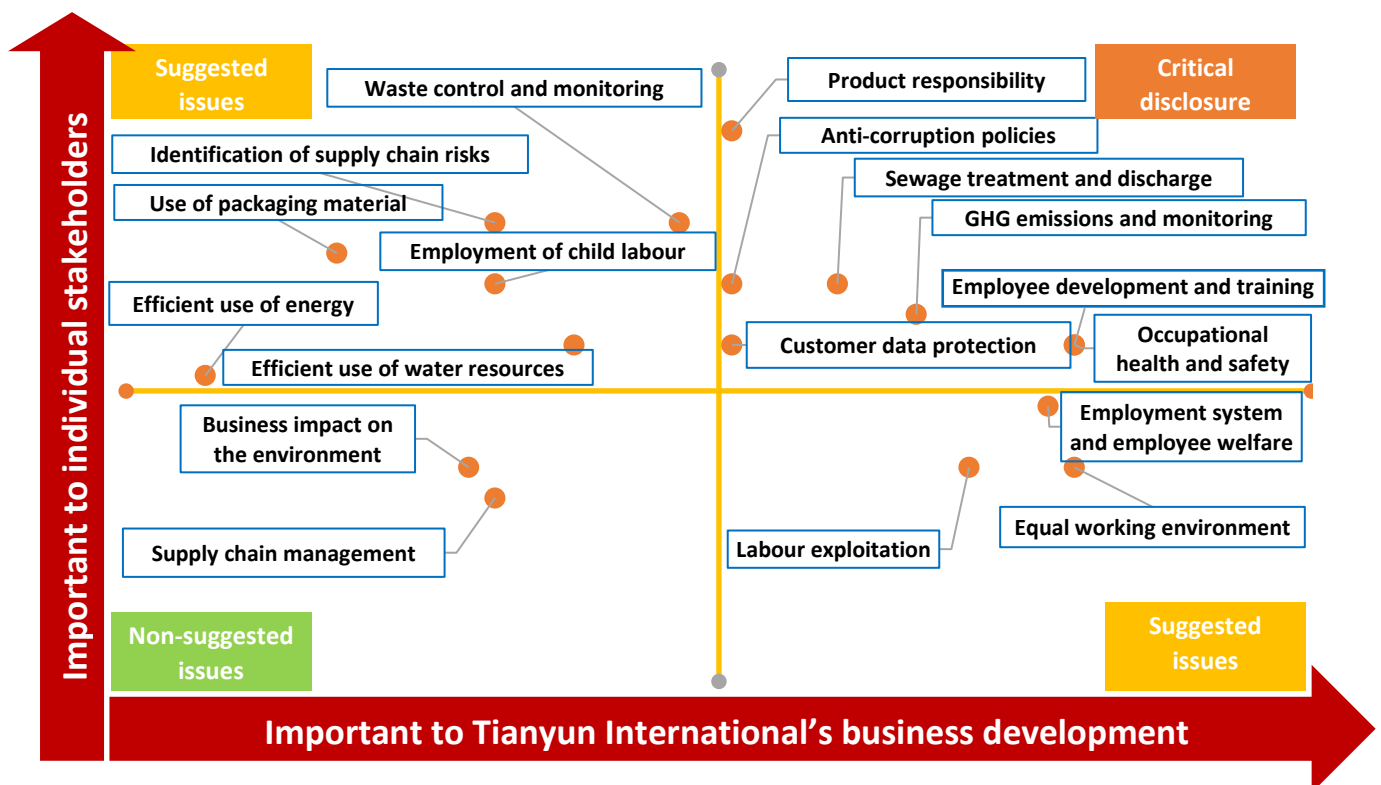 Important to individual stakeholders
Suggested
issues
Waste control and monitoring
Product responsibility
Critical
disclosure
Identification of supply chain risks
Anti-corruption policies
Use of packaging material
Sewage treatment and discharge
GHG emissions and monitoring
Employment of child labour
Efficient use of energy
Employee development and training
Efficient use of water resources
Customer data protection
Occupational
health and safety
Business impact on
the environment
Employment system
and employee welfare
Supply chain management
Labour exploitation
Equal working environment
Non-suggested
issues
Suggested
issues
Important to Tianyun International’s business development